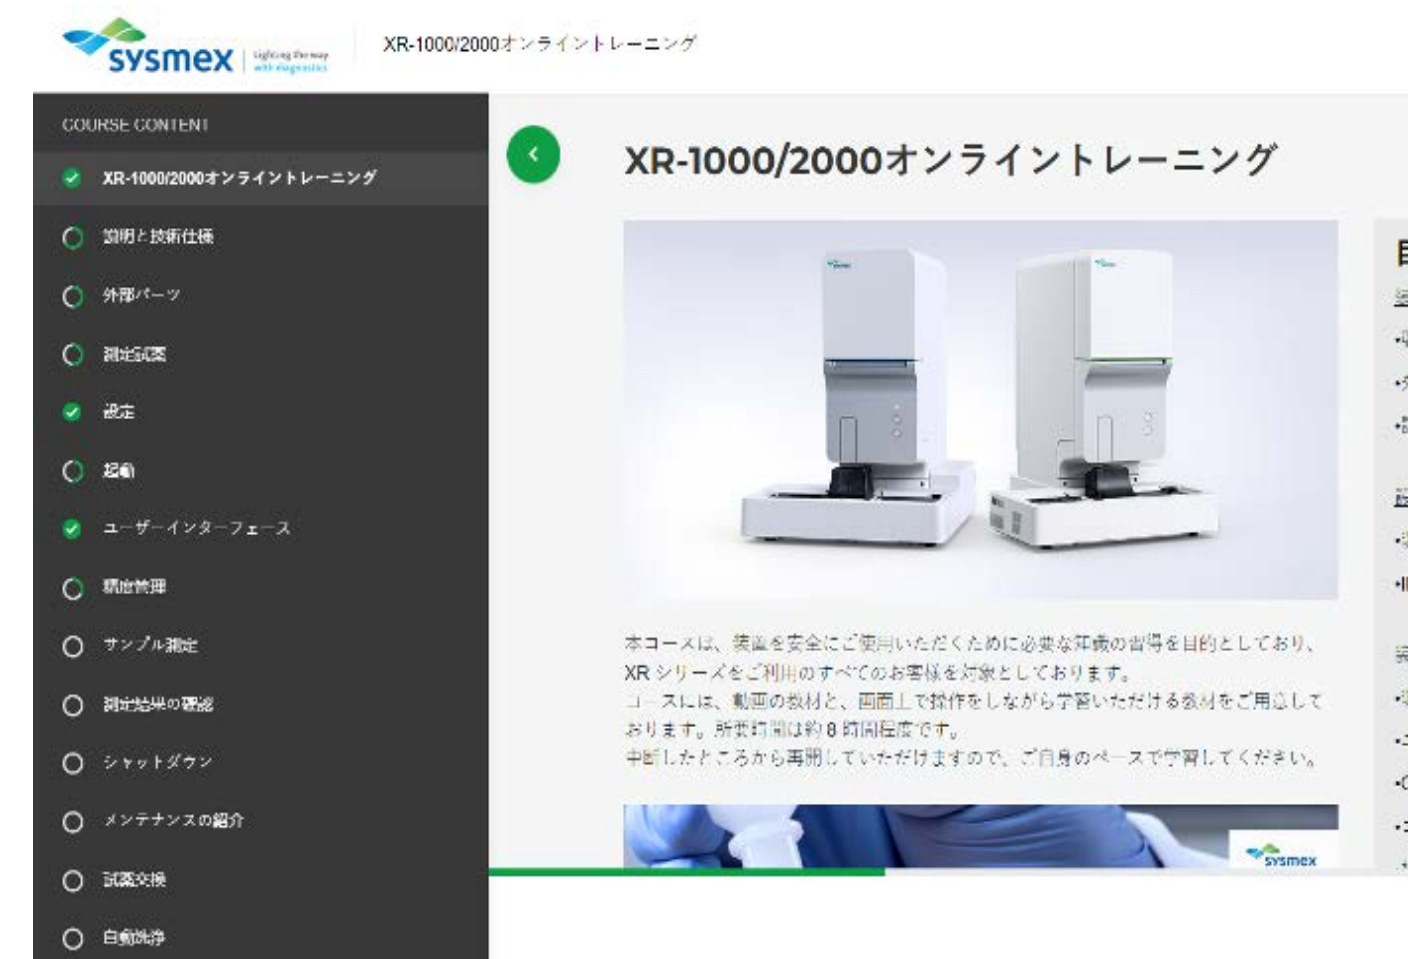 sysmex
Lighting the way
with diagnostics
XR-1000/2000オンライントレーニング
COURSE CONTENT
XR-1000/2000オンライントレーニング
説明と技術仕様
外部パーツ
測定試薬
設定
起動
ユーザーインターフェース
精度管理
サンプル測定
測定結果の確認
シャットダウン
メンテナンスの紹介
試薬交換
自動洗浄
XR-1000/2000オンライントレーニング
本コースは、装置を安全にご使用いただくために必要な知識の習得を目的としており、
XR シリーズをご利用のすべてのお客様を対象としております。
コースには、動画の教材と、画面上で操作をしながら学習いただける教材をご用意して
おります。所要時間は約 8 時間程度です。
中断したところから再開していただけますので、ご自身のペースで学習してください。
sysmex